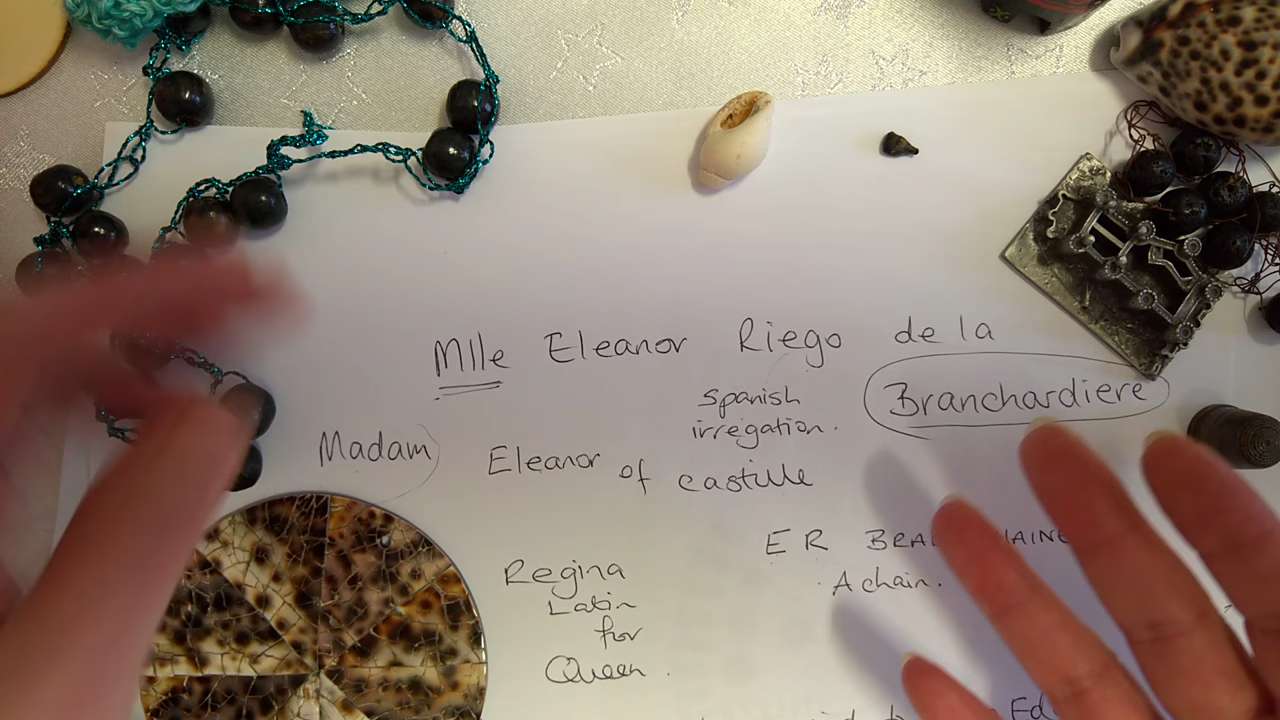 Mlle Eleanor Riego de la
Branchardiere
Spanish
irregation.
Madam
Eleanor of castille
E R
A chain.
Regina
Latin
for
Queen.